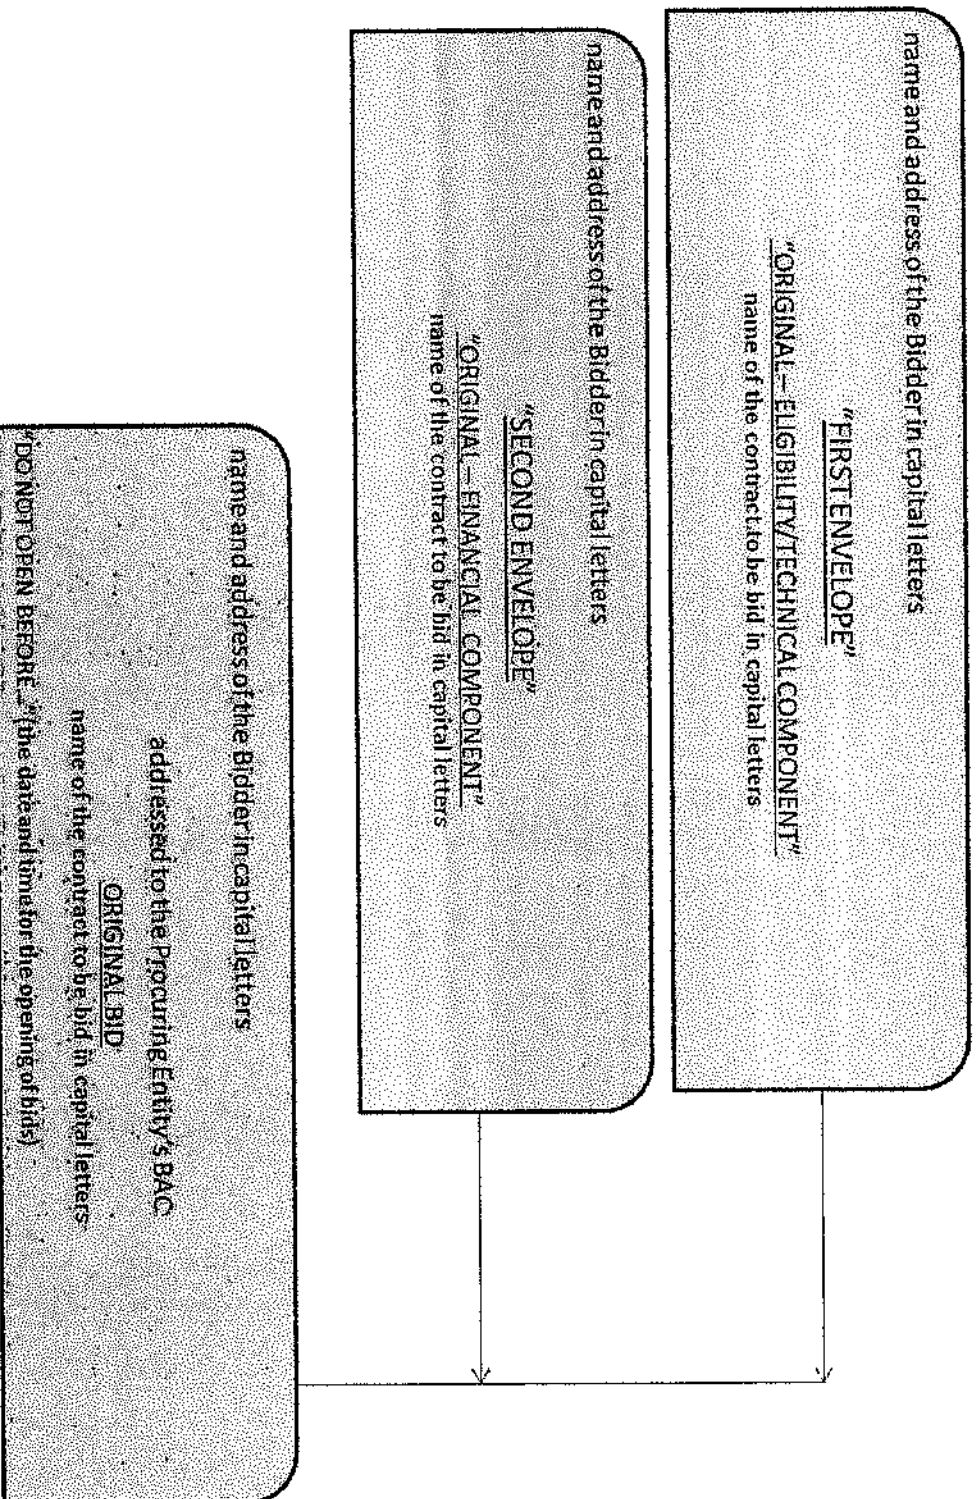 name and address of the Bidder in capital letters
"FIRST ENVELOPE"
"ORIGINAL – ELIGIBILITY/TECHNICAL COMPONENT"
name of the contract to be bid in capital letters
name and address of the Bidder in capital letters
"SECOND ENVELOPE"
"ORIGINAL – FINANCIAL COMPONENT"
name of the contract to be bid in capital letters
name and address of the Bidder in capital letters
addressed to the Procuring Entity's BAC
ORIGINAL BID
name of the contract to be bid in capital letters
"DO NOT OPEN BEFORE..." (the date and time for the opening of bids)